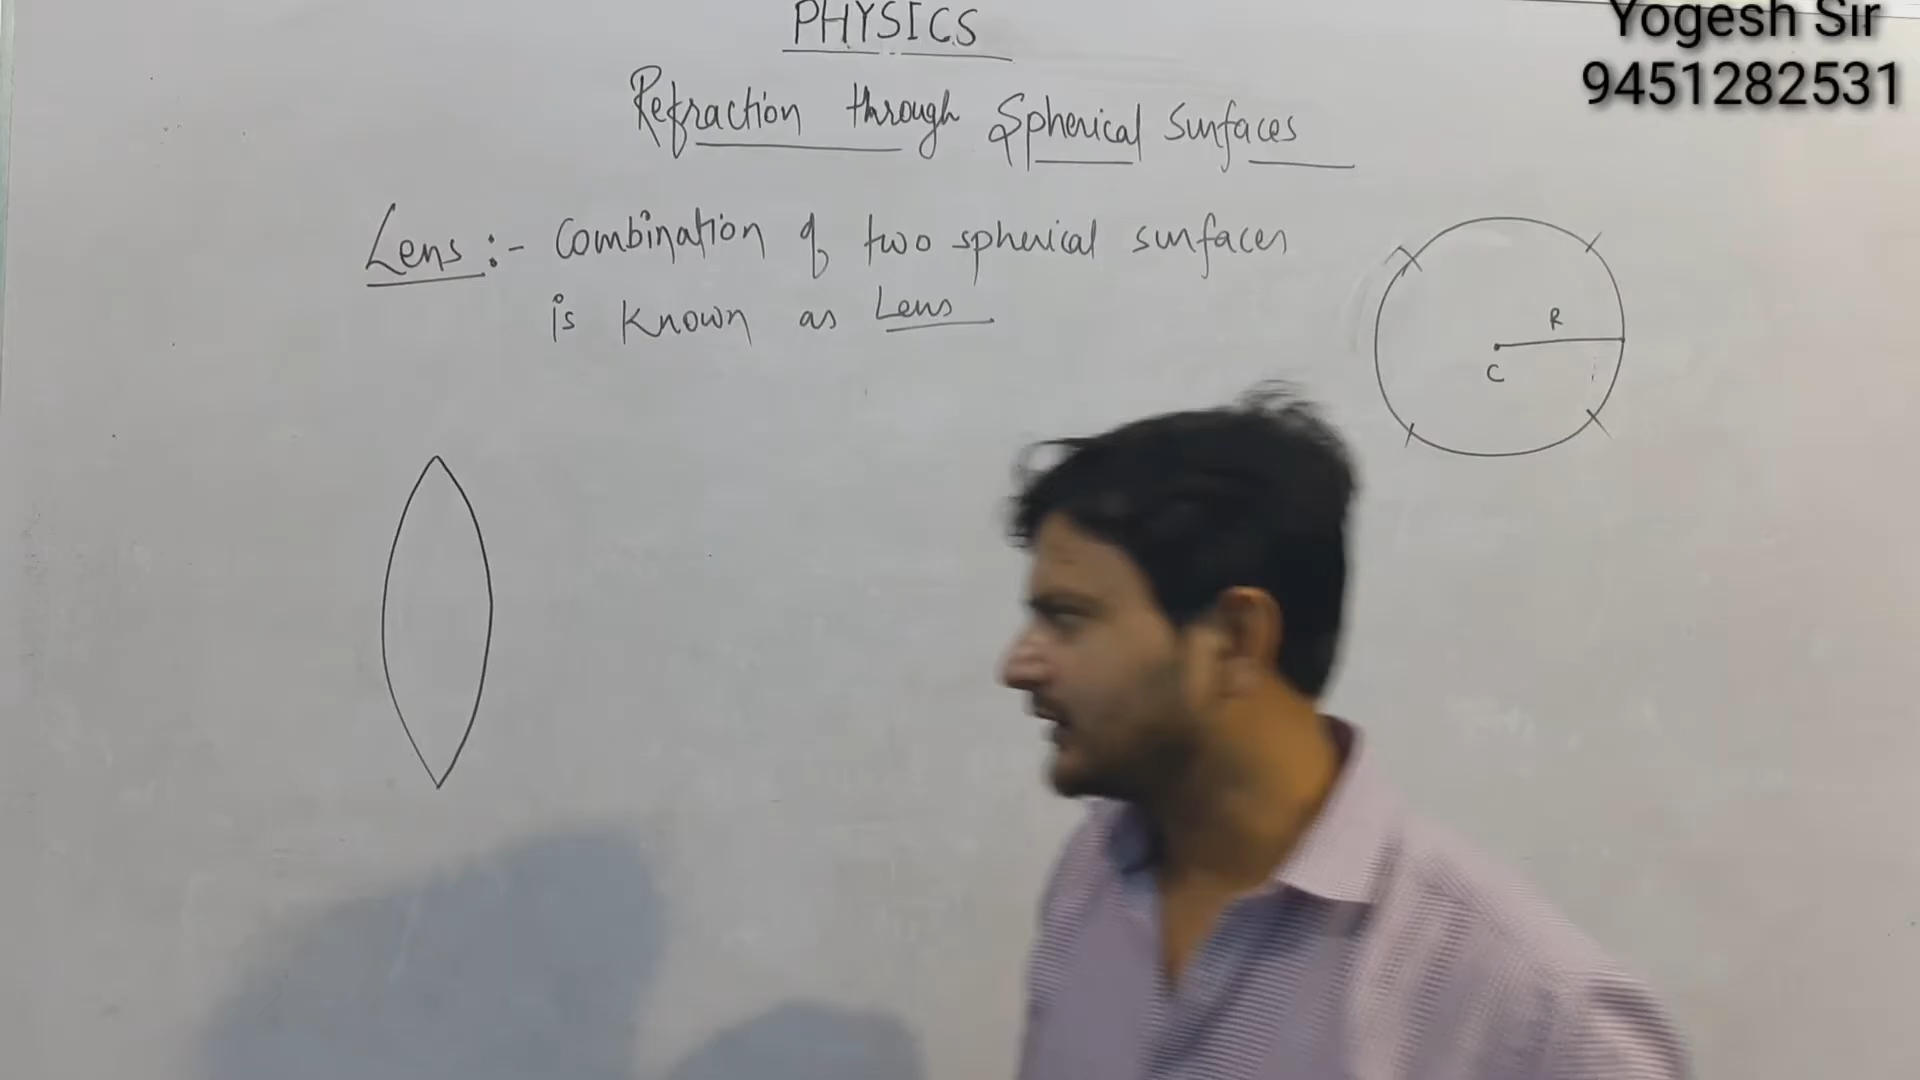 PHYSICS
Yogesh Sir
9451282531
Refraction through Spherical Surfaces
Lens :- Combination of two spherical surfaces
is known as Lens
R
C